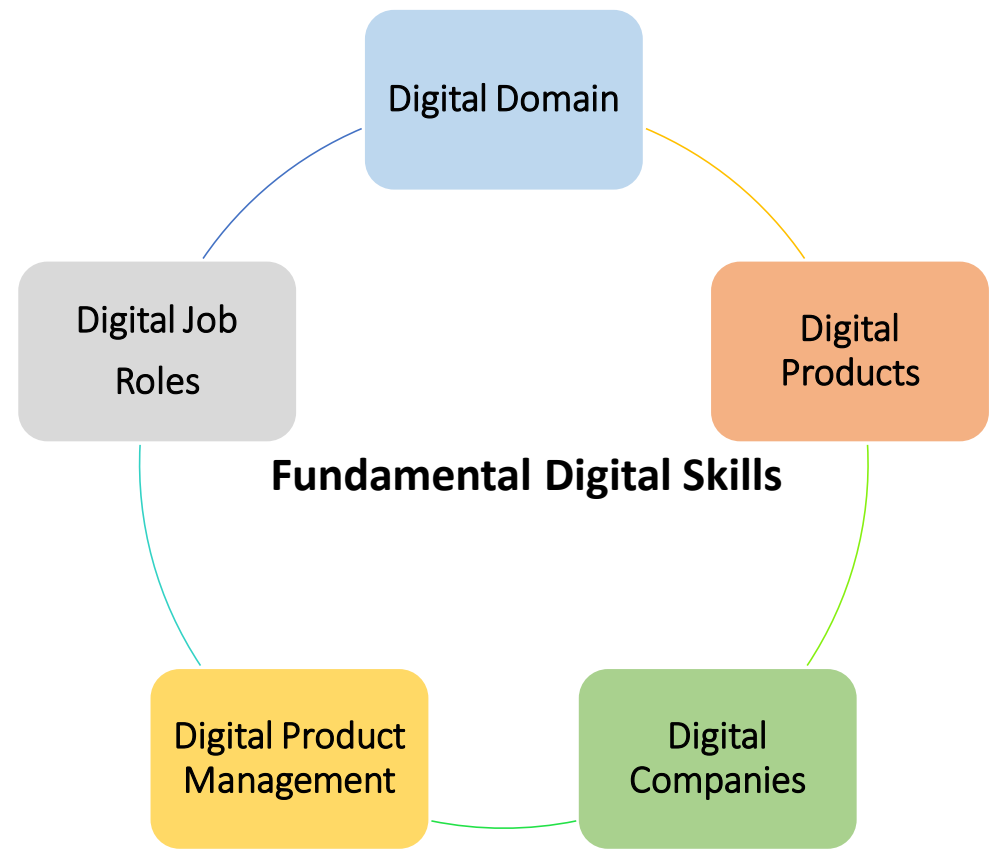 Digital Domain
Digital Job
Roles
Digital
Products
Fundamental Digital Skills
Digital Product
Management
Digital
Companies